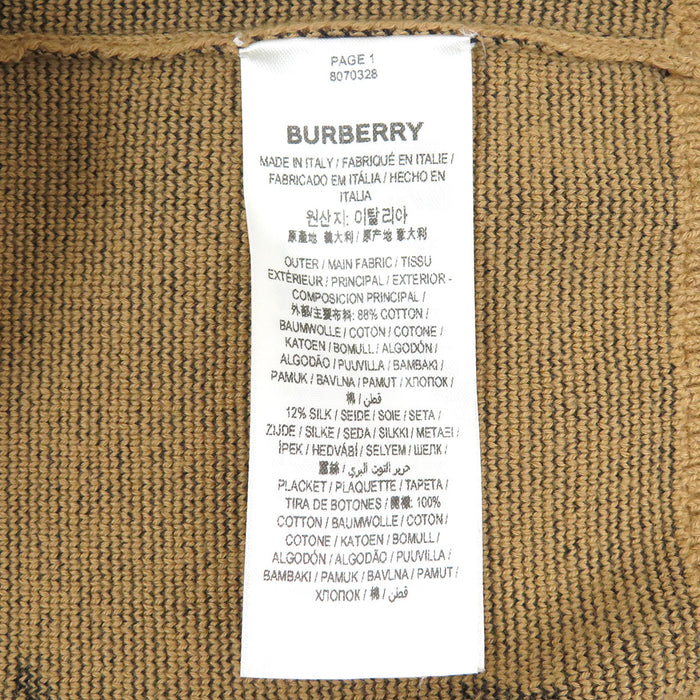 PAGE 1
8070328
BURBERRY
MADE IN ITALY / FABRIQUÉ EN ITALIE /
FABRICADO EM ITÁLIA / HECHO EN
ITALIA
원산지: 이탈리아
原產地 義大利 / 原产地 意大利
OUTER / MAIN FABRIC / TISSU
EXTÉRIEUR / PRINCIPAL / EXTERIOR -
COMPOSICION PRINCIPAL /
外部/主要布料: 88% COTTON /
BAUMWOLLE / COTON / COTONE /
KATOEN / BOMULL / ALGODÓN /
ALGODÃO / PUUVILLA / BAMBAKI /
PAMUK / BAVLNA / PAMUT / ХЛОПОК /
棉 / قطن /
12% SILK / SEIDE / SOIE / SETA /
ZIJDE / SILKE / SEDA / SILKKI / METAEI /
İPEK / HEDVÁBÍ / SELYEM / ШЕЛК /
蠶絲 / حرير التوت البري /
PLACKET / PLAQUETTE / TAPETA /
TIRA DE BOTONES / 開襟: 100%
COTTON / BAUMWOLLE / COTON /
COTONE / KATOEN / BOMULL /
ALGODÓN / ALGODÃO / PUUVILLA /
BAMBAKI / PAMUK / BAVLNA / PAMUT /
ХЛОПОК / 棉 / قطن /